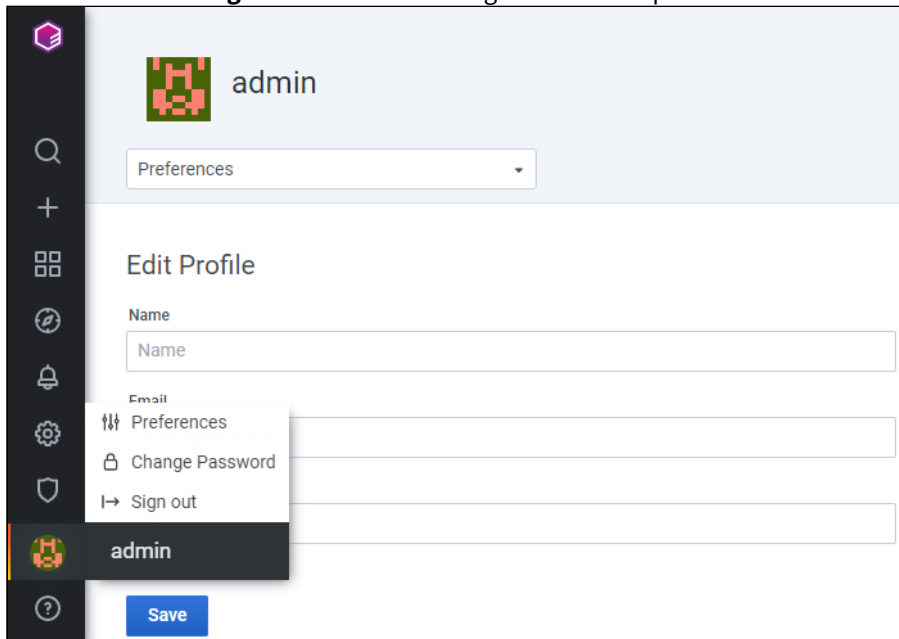 admin
Preferences
Edit Profile
Name
Name
Email
Preferences
Change Password
Sign out
admin
Save